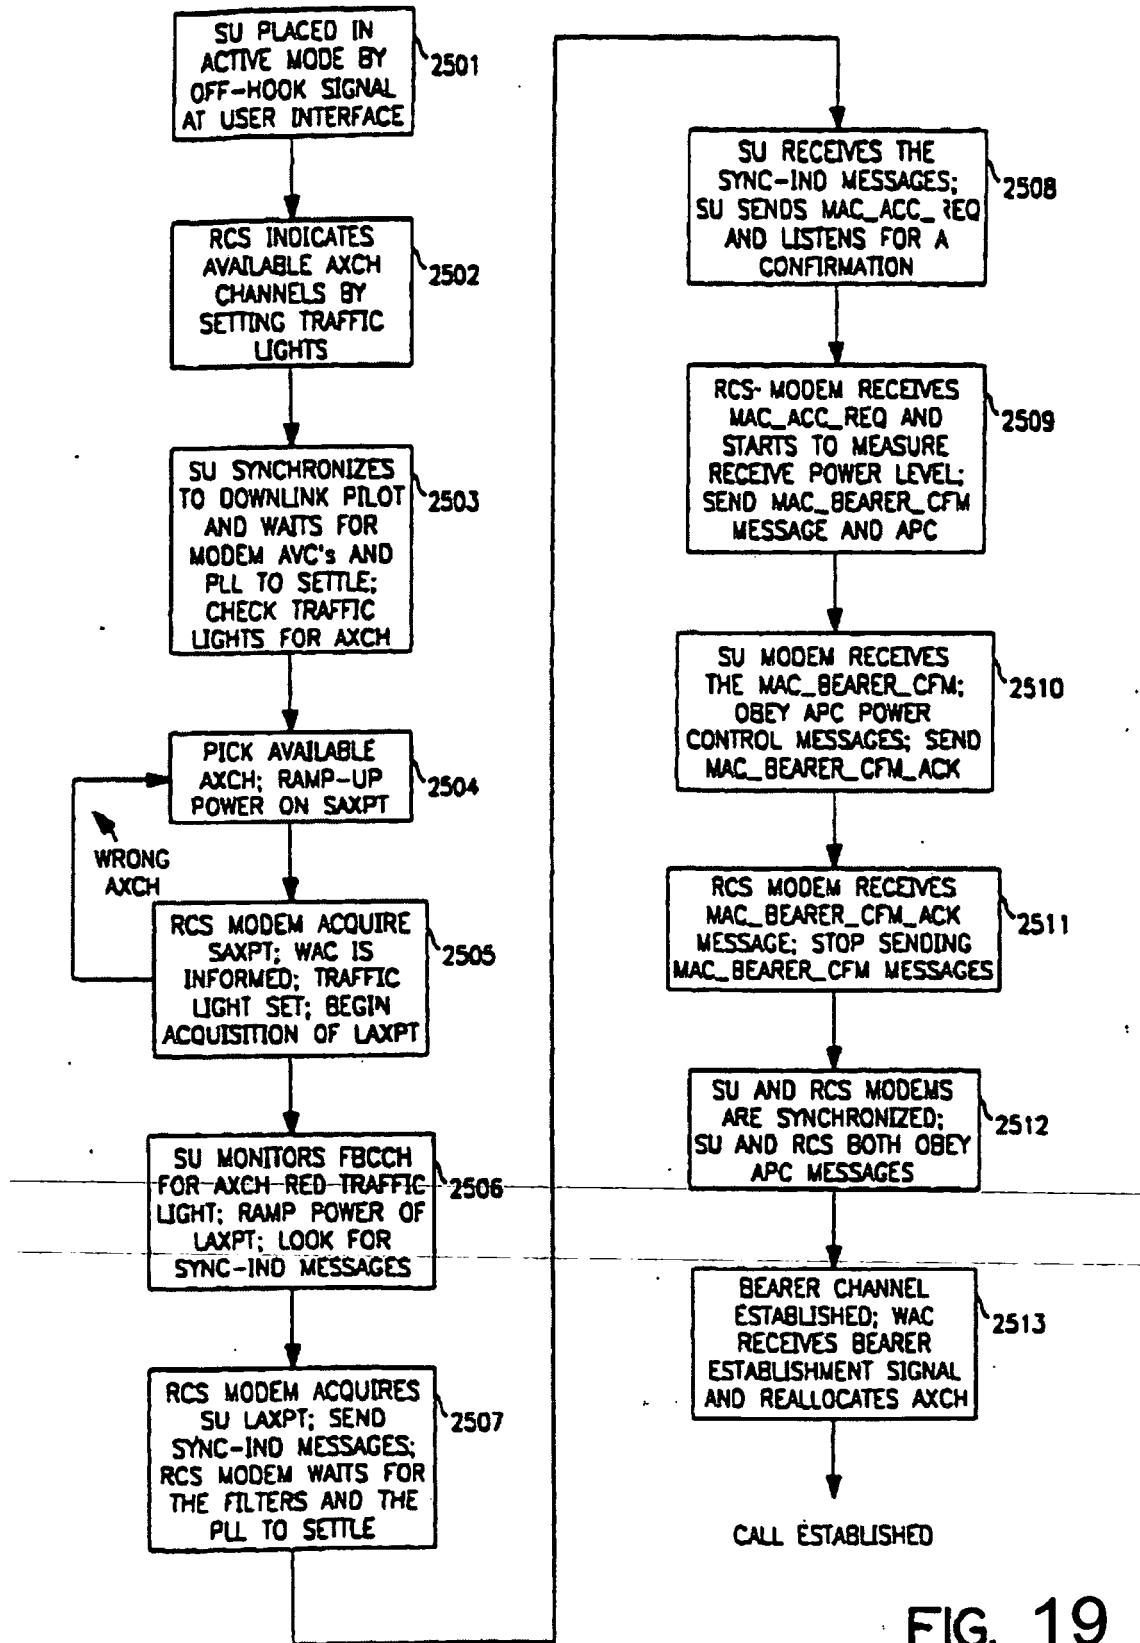 SU PLACED IN
ACTIVE MODE BY
OFF-HOOK SIGNAL
AT USER INTERFACE
2501
RCS INDICATES
AVAILABLE AXCH
CHANNELS BY
SETTING TRAFFIC
LIGHTS
2502
SU SYNCHRONIZES
TO DOWNLINK PILOT
AND WAITS FOR
MODEM AVC's AND
PLL TO SETTLE;
CHECK TRAFFIC
LIGHTS FOR AXCH
2503
PICK AVAILABLE
AXCH; RAMP-UP
POWER ON SAXPT
2504
WRONG
AXCH
RCS MODEM ACQUIRE
SAXPT; WAC IS
INFORMED; TRAFFIC
LIGHT SET; BEGIN
ACQUISITION OF LAXPT
2505
SU MONITORS FBCCH
FOR AXCH RED TRAFFIC
LIGHT; RAMP POWER OF
LAXPT; LOOK FOR
SYNC-IND MESSAGES
2506
RCS MODEM ACQUIRES
SU LAXPT; SEND
SYNC-IND MESSAGES;
RCS MODEM WAITS FOR
THE FILTERS AND THE
PLL TO SETTLE
2507
SU RECEIVES THE
SYNC-IND MESSAGES;
SU SENDS MAC_ACC_REQ
AND LISTENS FOR A
CONFIRMATION
2508
RCS- MODEM RECEIVES
MAC_ACC_REQ AND
STARTS TO MEASURE
RECEIVE POWER LEVEL;
SEND MAC_BEARER_CFM
MESSAGE AND APC
2509
SU MODEM RECEIVES
THE MAC_BEARER_CFM;
OBEY APC POWER
CONTROL MESSAGES; SEND
MAC_BEARER_CFM_ACK
2510
RCS MODEM RECEIVES
MAC_BEARER_CFM_ACK
MESSAGE; STOP SENDING
MAC_BEARER_CFM MESSAGES
2511
SU AND RCS MODEMS
ARE SYNCHRONIZED;
SU AND RCS BOTH OBEY
APC MESSAGES
2512
BEARER CHANNEL
ESTABLISHED; WAC
RECEIVES BEARER
ESTABLISHMENT SIGNAL
AND REALLOCATES AXCH
2513
CALL ESTABLISHED
FIG. 19